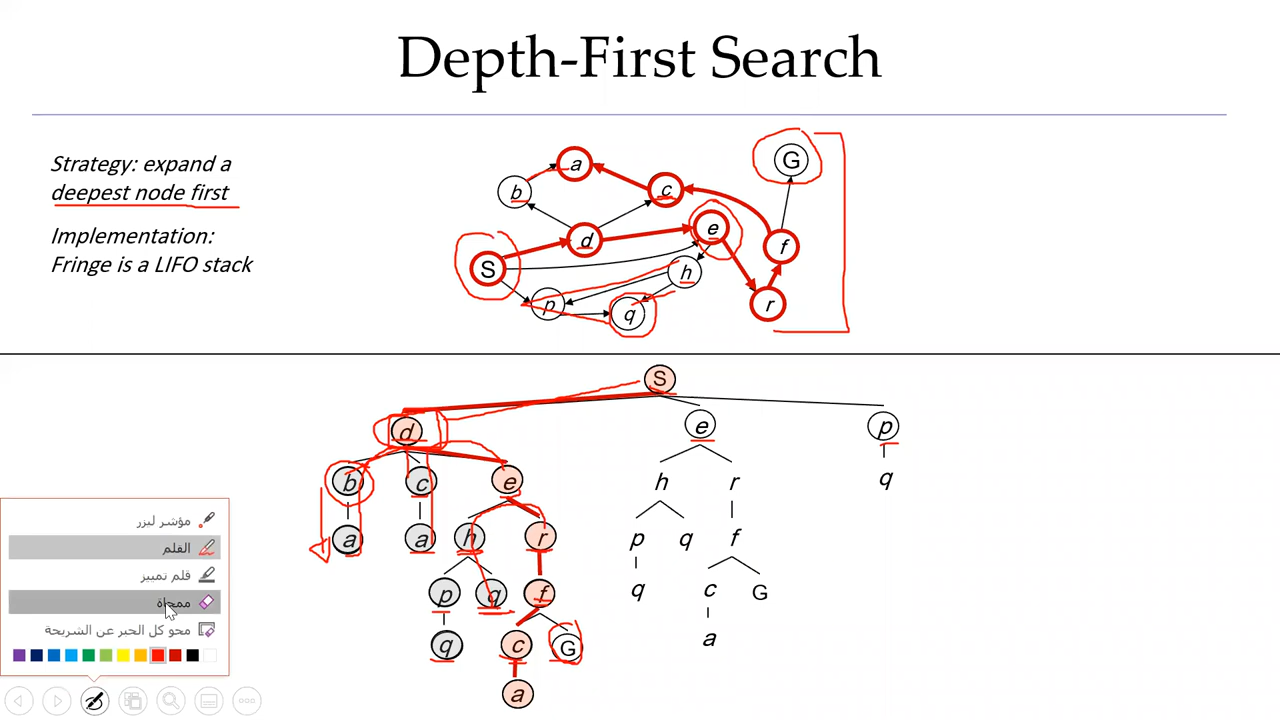 Depth-First Search
Strategy: expand a
deepest node first
Implementation:
Fringe is a LIFO stack
a
G
b
c
d
e
f
S
h
p
q
r
S
d
e
p
b
c
e
h
r
q
a
a
h
r
p
q
f
p
q
f
q
c
G
q
c
G
a
a
مؤشر ليزر
القلم
قلم تمييز
ممحاة
محو كل الحبر عن الشريحة